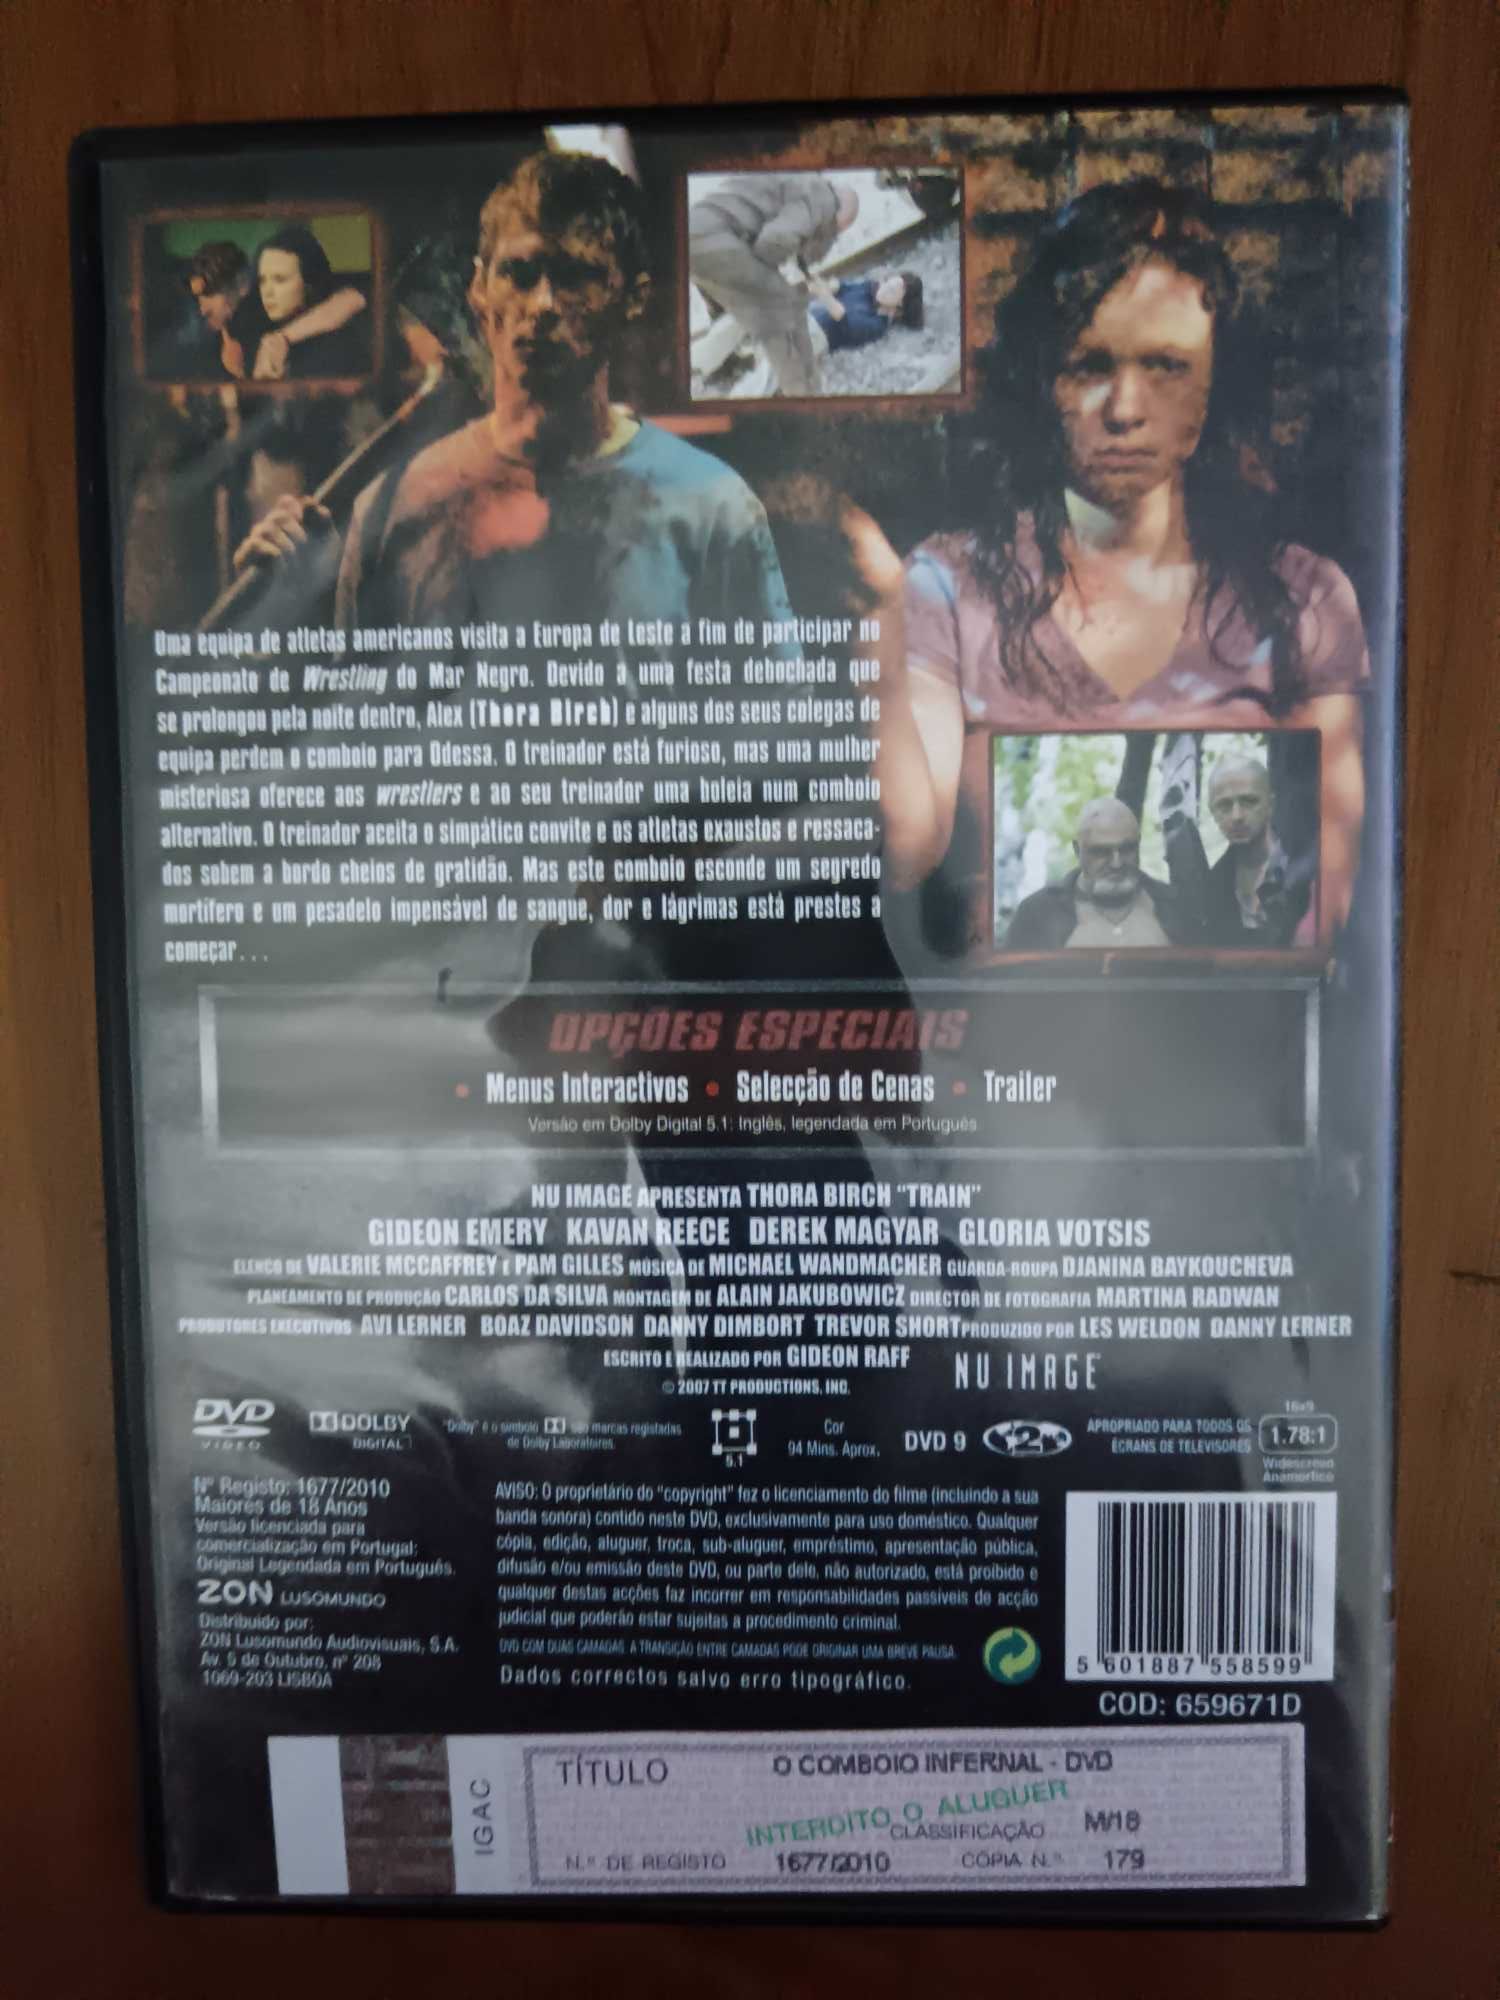 Uma equipa de atletas americanos visita a Europa de Leste a fim de participar no
Campeonato de Wrestling do Mar Negro. Devido a uma festa debochada que
se prolongou pela noite dentro, Alex (Thora Birch) e alguns dos seus colegas de
equipa perdem o comboio para Odessa. O treinador está furioso, mas uma mulher
misteriosa oferece aos wrestlers e ao seu treinador uma boleia num comboio
alternativo. O treinador aceita o simpático convite e os atletas exaustos e ressaca-
dos sobem a bordo cheios de gratidão. Mas este comboio esconde um segredo
mortífero e um pesadelo impensável de sangue, dor e lágrimas está prestes a
começar...
OPÇÕES ESPECIAIS
• Menus Interactivos • Selecção de Cenas • Trailer
Versão em Dolby Digital 5.1: Inglês, legendada em Português
NU IMAGE APRESENTA THORA BIRCH "TRAIN"
GIDEON EMERY KAVAN REECE DEREK MAGYAR GLORIA VOTSIS
ELENCO DE VALERIE MCCAFFREY E PAM GILLES MÚSICA DE MICHAEL WANDMACHER GUARDA-ROUPA DJANINA BAYKOUCHEVA
PLANEAMENTO DE PRODUÇÃO CARLOS DA SILVA MONTAGEM DE ALAIN JAKUBOWICZ DIRECTOR DE FOTOGRAFIA MARTINA RADWAN
PRODUTORES EXECUTIVOS AVI LERNER BOAZ DAVIDSON DANNY DIMBORT TREVOR SHORT PRODUZIDO POR LES WELDON DANNY LERNER
ESCRITO E REALIZADO POR GIDEON RAFF NU IMAGE
© 2007 TT PRODUCTIONS, INC.
DVD VIDEO
DOLBY DIGITAL
"Dolby" é o símbolo são marcas registadas
de Dolby Laboratories.
5.1
Cor
94 Mins. Aprox.
DVD 9
2
APROPRIADO PARA TODOS OS
ÉCRANS DE TELEVISORES
16x9
1.78:1
Widescreen
Anamorfico
Nº Registo: 1677/2010
Maiores de 18 Anos
Versão licenciada para
comercialização em Portugal:
Original Legendada em Português.
ZON LUSOMUNDO
Distribuído por:
ZON Lusomundo Audiovisuais, S.A.
Av. 5 de Outubro, nº 208
1069-203 LISBOA
AVISO: O proprietário do "copyright" fez o licenciamento do filme (incluindo a sua
banda sonora) contido neste DVD, exclusivamente para uso doméstico. Qualquer
cópia, edição, aluguer, troca, sub-aluguer, empréstimo, apresentação pública,
difusão e/ou emissão deste DVD, ou parte dele, não autorizado, está proibido e
qualquer destas acções faz incorrer em responsabilidades passíveis de acção
judicial que poderão estar sujeitas a procedimento criminal.
DVD COM DUAS CAMADAS. A TRANSIÇÃO ENTRE CAMADAS PODE ORIGINAR UMA BREVE PAUSA.
Dados correctos salvo erro tipográfico.
5 601887 558599
COD: 659671D
IGAC
TÍTULO O COMBOIO INFERNAL - DVD
INTERDITO O ALUGUER
CLASSIFICAÇÃO M/18
N.º DE REGISTO 1677/2010 CÓPIA N.º 179